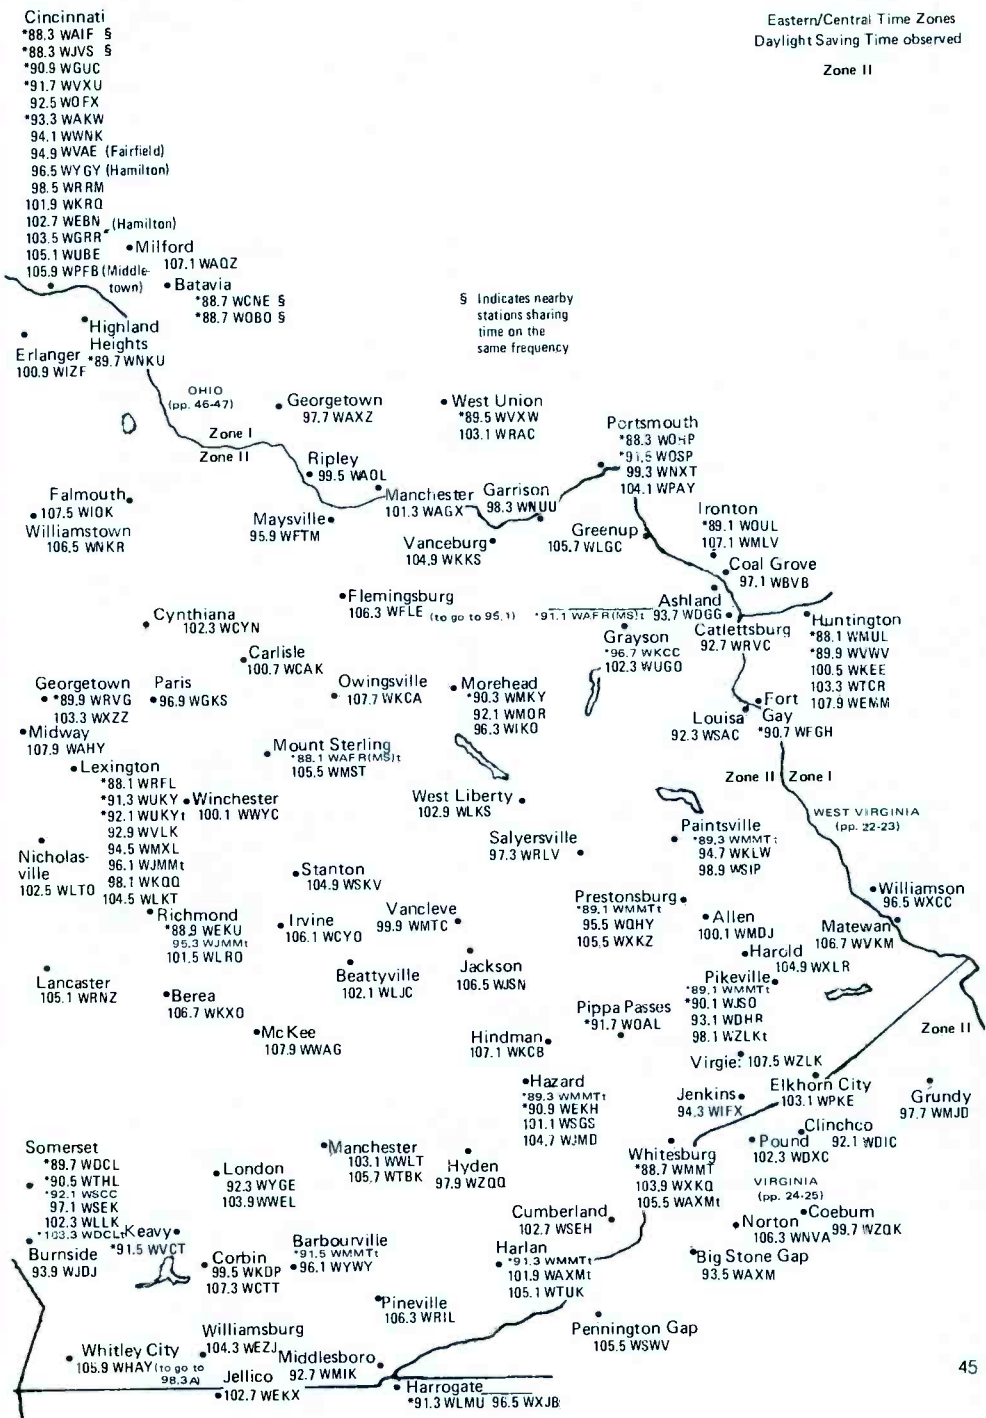 Cincinnati
*88.3 WAIF §
*88.3 WJVS §
*90.9 WGUC
*91.7 WVXU
92.5 WOFX
*93.3 WAKW
94.1 WWNK
94.9 WVAE (Fairfield)
96.5 WYGY (Hamilton)
98.5 WRRM
101.9 WKRQ
102.7 WEBN
103.5 WGRR (Hamilton)
105.1 WUBE
105.9 WPFB (Middle-
town)
Eastern/Central Time Zones
Daylight Saving Time observed
Zone II
Milford
107.1 WAQZ
Batavia
*88.7 WCNE §
*88.7 WOBO §
§ Indicates nearby
stations sharing
time on the
same frequency
Highland
Heights
*89.7 WNKU
Erlanger
100.9 WIZF
OHIO
(pp. 46-47)
Zone I
Zone II
Georgetown
97.7 WAXZ
West Union
*89.5 WVXW
103.1 WRAC
Portsmouth
*88.3 WOHP
*91.5 WOSP
99.3 WNXT
104.1 WPAY
Ripley
99.5 WAOL
Falmouth
107.5 WIOK
Williamstown
106.5 WNKR
Maysville
95.9 WFTM
Manchester
101.3 WAGX
Garrison
98.3 WNUU
Vanceburg
104.9 WKKS
Greenup
105.7 WLGC
Ironton
*89.1 WOUL
107.1 WMLV
Coal Grove
97.1 WBVB
Flemingsburg
106.3 WFLE (to go to 95.1)
*91.1 WAFR(MS)t
Ashland
93.7 WDGG
Cynthiana
102.3 WCYN
Grayson
*96.7 WKCC
102.3 WUGO
Catlettsburg
92.7 WRVC
Huntington
*88.1 WMUL
*89.9 WVWV
100.5 WKEE
103.3 WTCR
107.9 WEMM
Carlisle
100.7 WCAK
Georgetown
*89.9 WRVG
103.3 WXZZ
Paris
96.9 WGKS
Owingsville
107.7 WKCA
Morehead
*90.3 WMKY
92.1 WMOR
96.3 WIKO
Louisa
92.3 WSAC
Fort
Gay
*90.7 WFGH
Midway
107.9 WAHY
Mount Sterling
*88.1 WAFR(MS)t
105.5 WMST
Lexington
*88.1 WRFL
*91.3 WUKY
*92.1 WUKYt
92.9 WVLK
94.5 WMXL
96.1 WJMMt
98.1 WKQQ
104.5 WLKT
Winchester
100.1 WWYC
West Liberty
102.9 WLKS
Zone II
Zone I
WEST VIRGINIA
(pp. 22-23)
Nicholas-
ville
102.5 WLTO
Salyersville
97.3 WRLV
Paintsville
*89.3 WMMTt
94.7 WKLW
98.9 WSIP
Stanton
104.9 WSKV
Prestonsburg
*89.1 WMMTt
95.5 WQHY
105.5 WXKZ
Williamson
96.5 WXCC
Richmond
*88.9 WEKU
95.3 WJMMt
101.5 WLRO
Irvine
106.1 WCYO
Vancleve
99.9 WMTC
Allen
100.1 WMDJ
Matewan
106.7 WVKM
Harold
104.9 WXLR
Lancaster
105.1 WRNZ
Beattyville
102.1 WLJC
Jackson
106.5 WJSN
Pikeville
*89.1 WMMTt
*90.1 WJSO
93.1 WDHR
98.1 WZLKt
Berea
106.7 WKXO
Pippa Passes
*91.7 WOAL
Zone II
McKee
107.9 WWAG
Hindman
107.1 WKCB
Virgie
107.5 WZLK
Hazard
*89.3 WMMTt
*90.9 WEKH
101.1 WSGS
104.7 WJMD
Jenkins
94.3 WIFX
Elkhorn City
103.1 WPKE
Grundy
97.7 WMJD
Clinchco
92.1 WDIC
Pound
102.3 WDXC
Somerset
*89.7 WDCL
*90.5 WTHL
*92.1 WSCC
97.1 WSEK
102.3 WLLK
*103.3 WDCLt
London
92.3 WYGE
103.9 WWEL
Manchester
103.1 WWLT
105.7 WTBK
Hyden
97.9 WZQQ
Whitesburg
*88.7 WMMT
103.9 WXKQ
105.5 WAXMt
VIRGINIA
(pp. 24-25)
Keavy
*91.5 WVCT
Cumberland
102.7 WSEH
Norton
106.3 WNVA
Coeburn
99.7 WZQK
Burnside
93.9 WJDJ
Corbin
99.5 WKDP
107.3 WCTT
Barbourville
*91.5 WMMTt
96.1 WYWY
Harlan
*91.3 WMMTt
101.9 WAXMt
105.1 WTUK
Big Stone Gap
93.5 WAXM
Pineville
106.3 WRIL
Pennington Gap
105.5 WSWV
Williamsburg
104.3 WEZJ
Whitley City
105.9 WHAY (to go to
98.3A)
Middlesboro
92.7 WMIK
Jellico
102.7 WEKX
Harrogate
*91.3 WLMU 96.5 WXJB
45